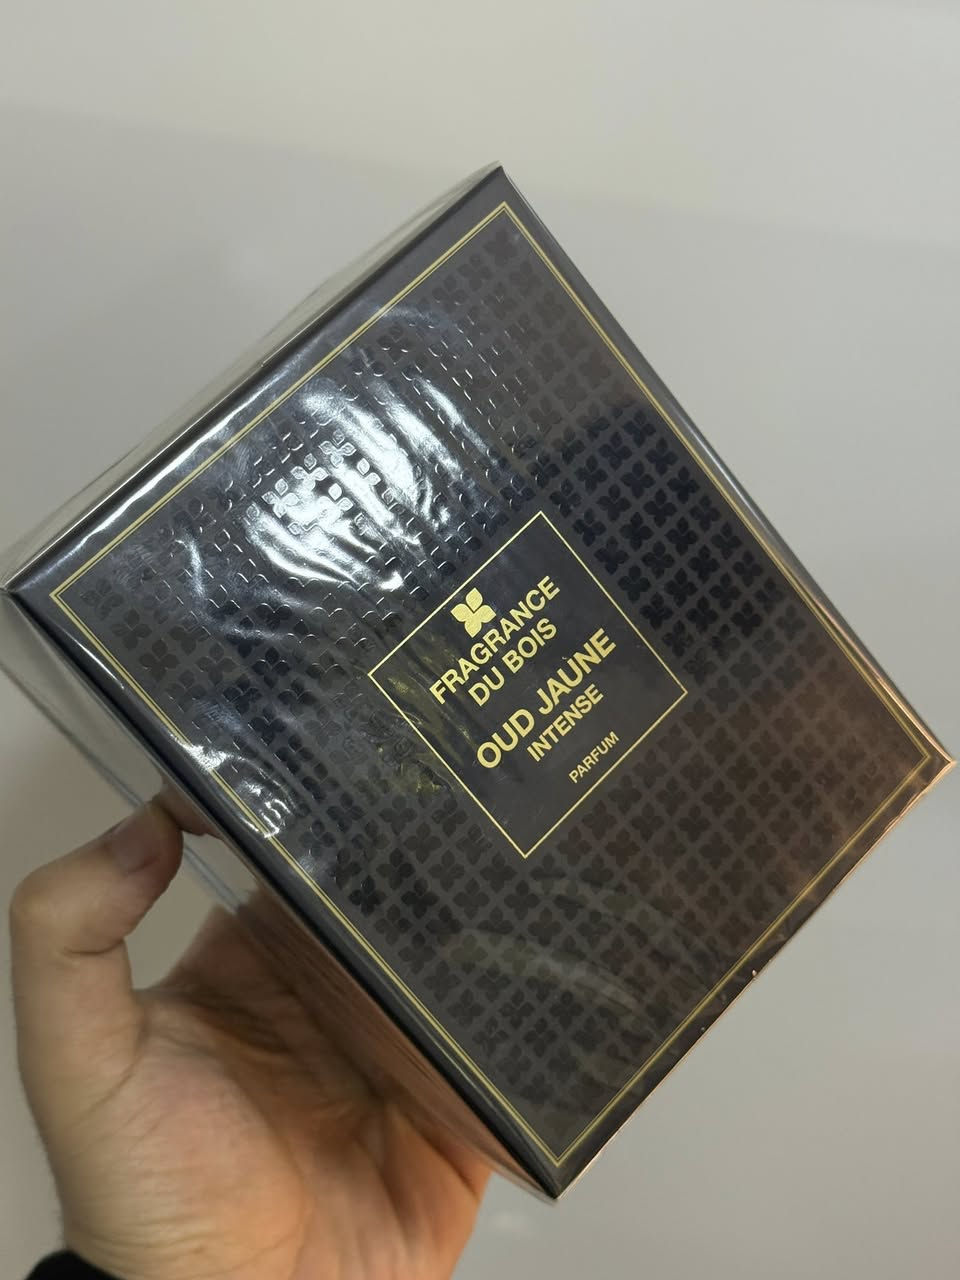 FRAGRANCE
DU BOIS
OUD JAUNE
INTENSE
PARFUM